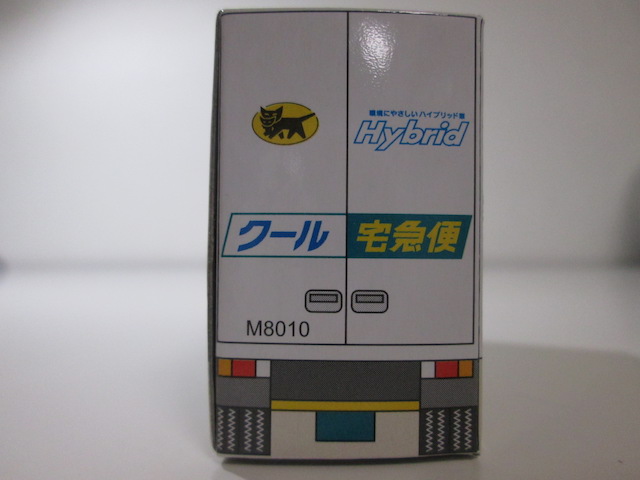 環境にやさしいハイブリッド車
Hybrid
クール 宅急便
M8010